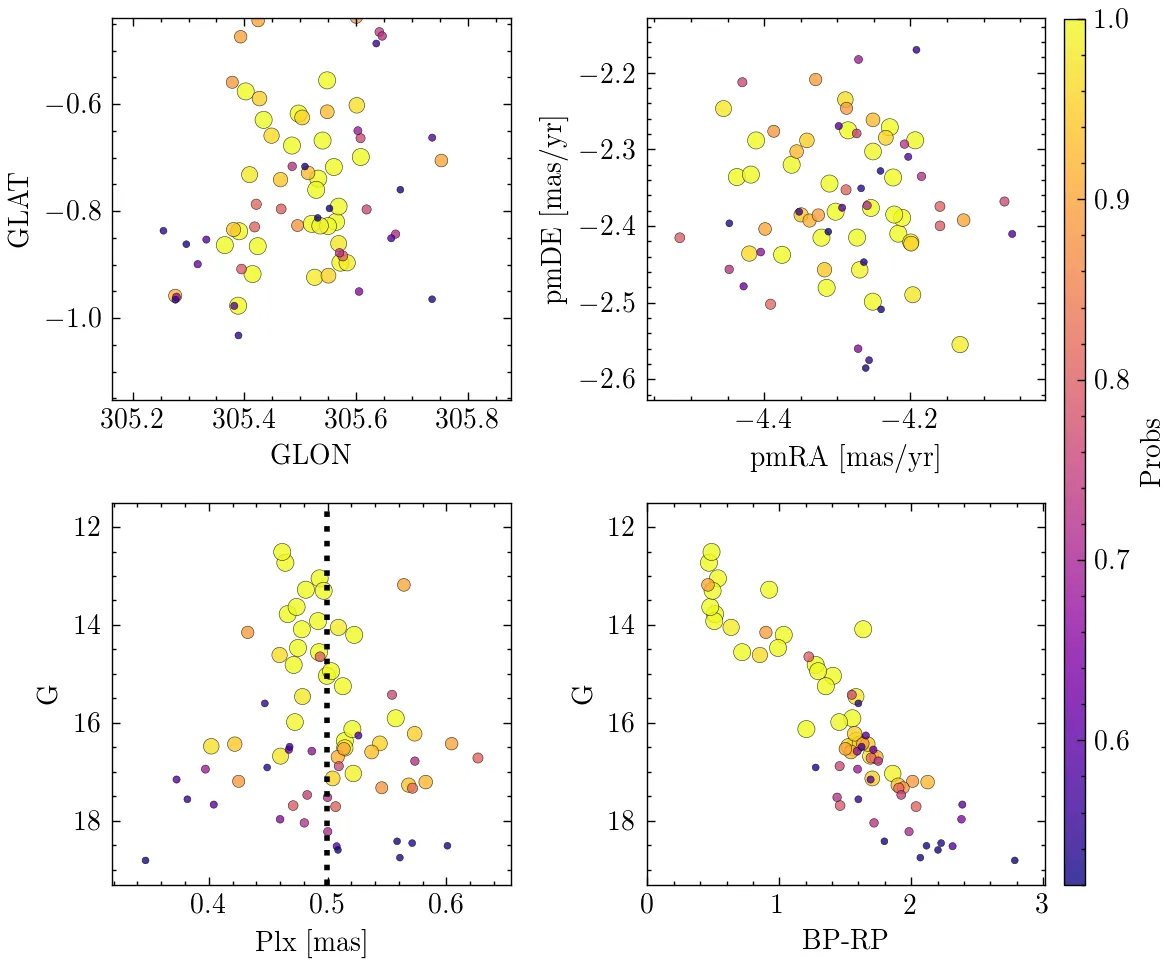 −0.6
−0.8
−1.0
GLAT
305.2 305.4 305.6 305.8
GLON
−2.2
−2.3
−2.4
−2.5
−2.6
pmDE [mas/yr]
−4.4 −4.2
pmRA [mas/yr]
1.0
0.9
0.8
0.7
0.6
Probs
12
14
16
18
G
0.4 0.5 0.6
Plx [mas]
12
14
16
18
G
0 1 2 3
BP-RP